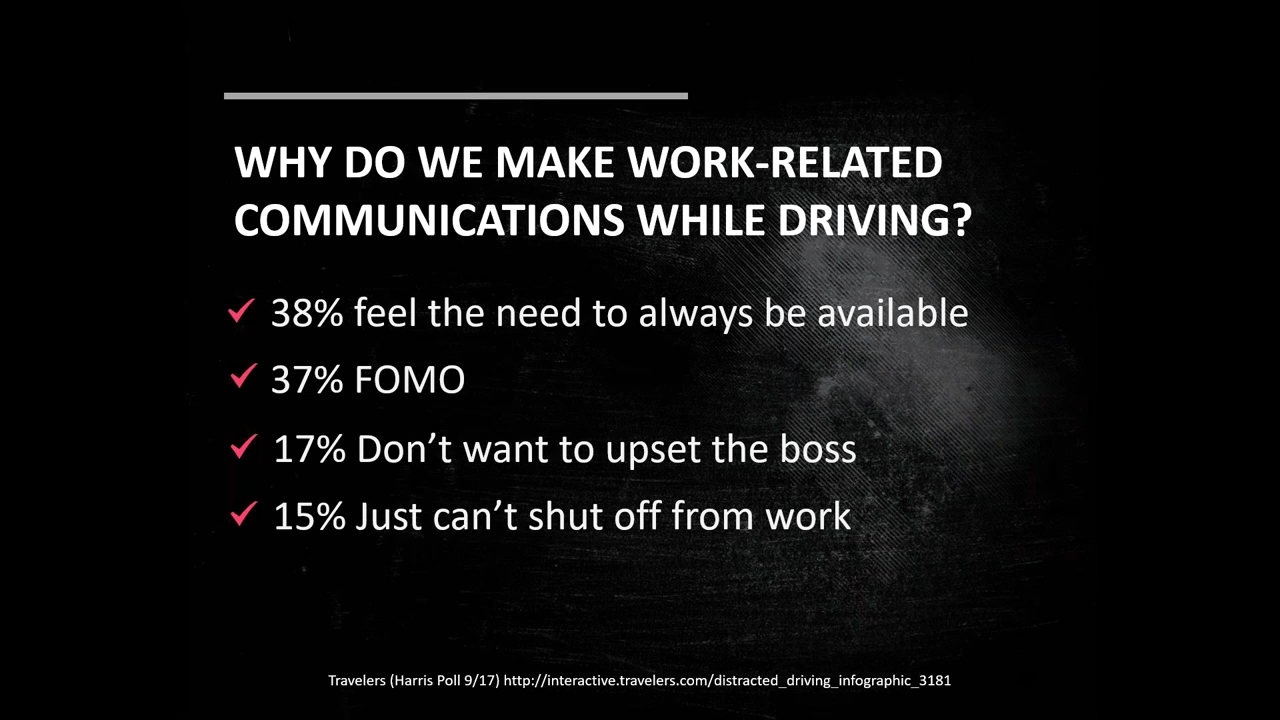 WHY DO WE MAKE WORK-RELATED
COMMUNICATIONS WHILE DRIVING?
38% feel the need to always be available
37% FOMO
17% Don’t want to upset the boss
15% Just can’t shut off from work
Travelers (Harris Poll 9/17) http://interactive.travelers.com/distracted_driving_infographic_3181